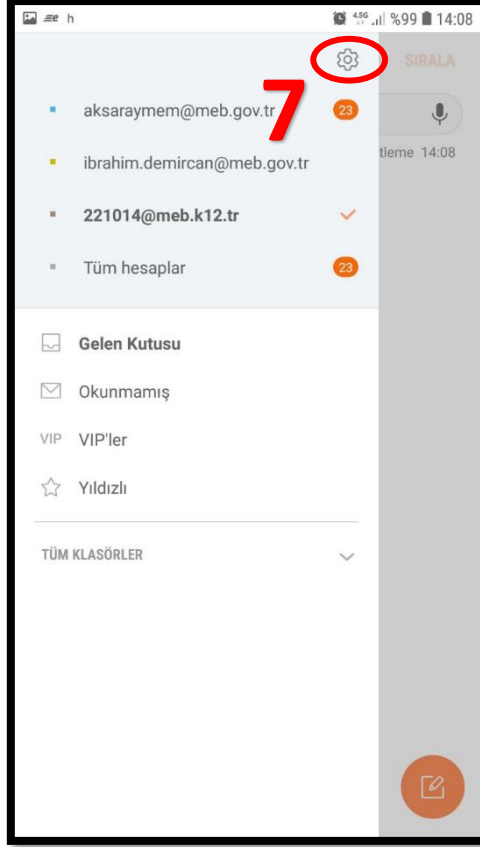 h 4.5G %99 14:08
SIRALA
7
aksaraymem@meb.gov.tr 23
tleme 14:08
ibrahim.demircan@meb.gov.tr
221014@meb.k12.tr
Tüm hesaplar 23
Gelen Kutusu
Okunmamış
VIP VIP'ler
Yıldızlı
TÜM KLASÖRLER